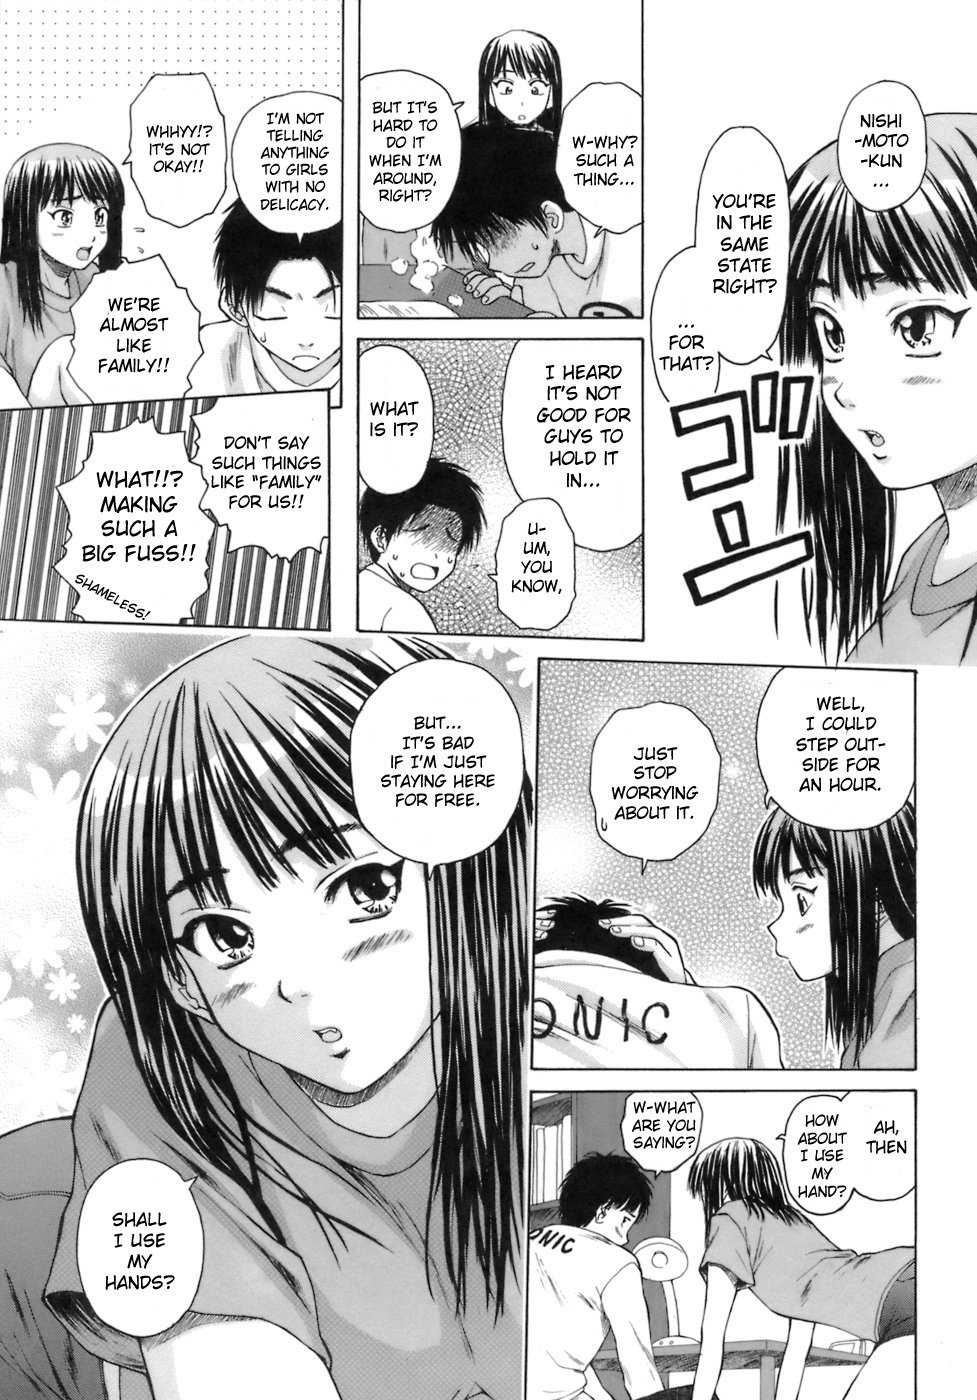 NISHI
-MOTO
-KUN
...
YOU'RE
IN THE
SAME
STATE
RIGHT?
...
FOR
THAT?
ゴーン
W-WHY?
SUCH A
THING...
BUT IT'S
HARD TO
DO IT
WHEN I'M
AROUND,
RIGHT?
I HEARD
IT'S NOT
GOOD FOR
GUYS TO
HOLD IT
IN...
U-
UM, YOU
KNOW,
WHAT
IS IT?
I'M NOT
TELLING
ANYTHING
TO GIRLS
WITH NO
DELICACY.
WHHYY!?
IT'S NOT
OKAY!!
WE'RE
ALMOST
LIKE
FAMILY!!
DON'T SAY
SUCH THINGS
LIKE "FAMILY"
FOR US!!
WHAT!!?
MAKING
SUCH A
BIG FUSS!!
SHAMELESS!
WELL,
I COULD
STEP OUT-
SIDE FOR
AN HOUR.
JUST
STOP
WORRYING
ABOUT IT.
ONIC
AH,
THEN
HOW
ABOUT
I USE
MY
HAND?
W-WHAT
ARE YOU
SAYING?
ONIC
BUT...
IT'S BAD
IF I'M JUST
STAYING HERE
FOR FREE.
SHALL
I USE
MY
HANDS?